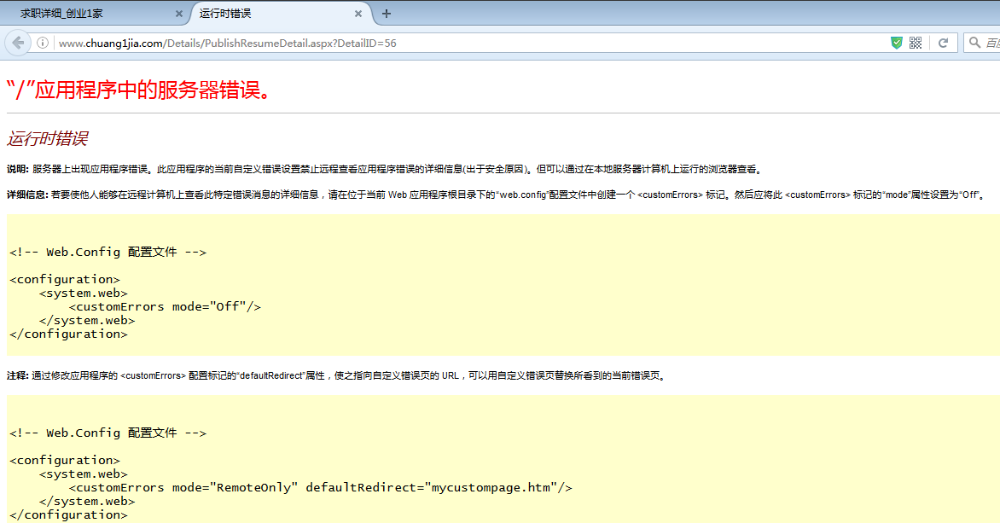 求职详细_创业1家
运行时错误
www.chuang1jia.com/Details/PublishResumeDetail.aspx?DetailID=56
“/”应用程序中的服务器错误。
运行时错误
说明: 服务器上出现应用程序错误。此应用程序的当前自定义错误设置禁止远程查看应用程序错误的详细信息(出于安全原因)。但可以通过在本地服务器计算机上运行的浏览器查看。
详细信息: 若要使他人能够在远程计算机上查看此特定错误消息的详细信息，请在位于当前 Web 应用程序根目录下的“web.config”配置文件中创建一个 <customErrors> 标记。然后应将此 <customErrors> 标记的“mode”属性设置为“Off”。
<!-- Web.Config 配置文件 -->
<configuration>
    <system.web>
        <customErrors mode="Off"/>
    </system.web>
</configuration>
注释: 通过修改应用程序的 <customErrors> 配置标记的“defaultRedirect”属性，使之指向自定义错误页的 URL，可以用自定义错误页替换所看到的当前错误页。
<!-- Web.Config 配置文件 -->
<configuration>
    <system.web>
        <customErrors mode="RemoteOnly" defaultRedirect="mycustompage.htm"/>
    </system.web>
</configuration>